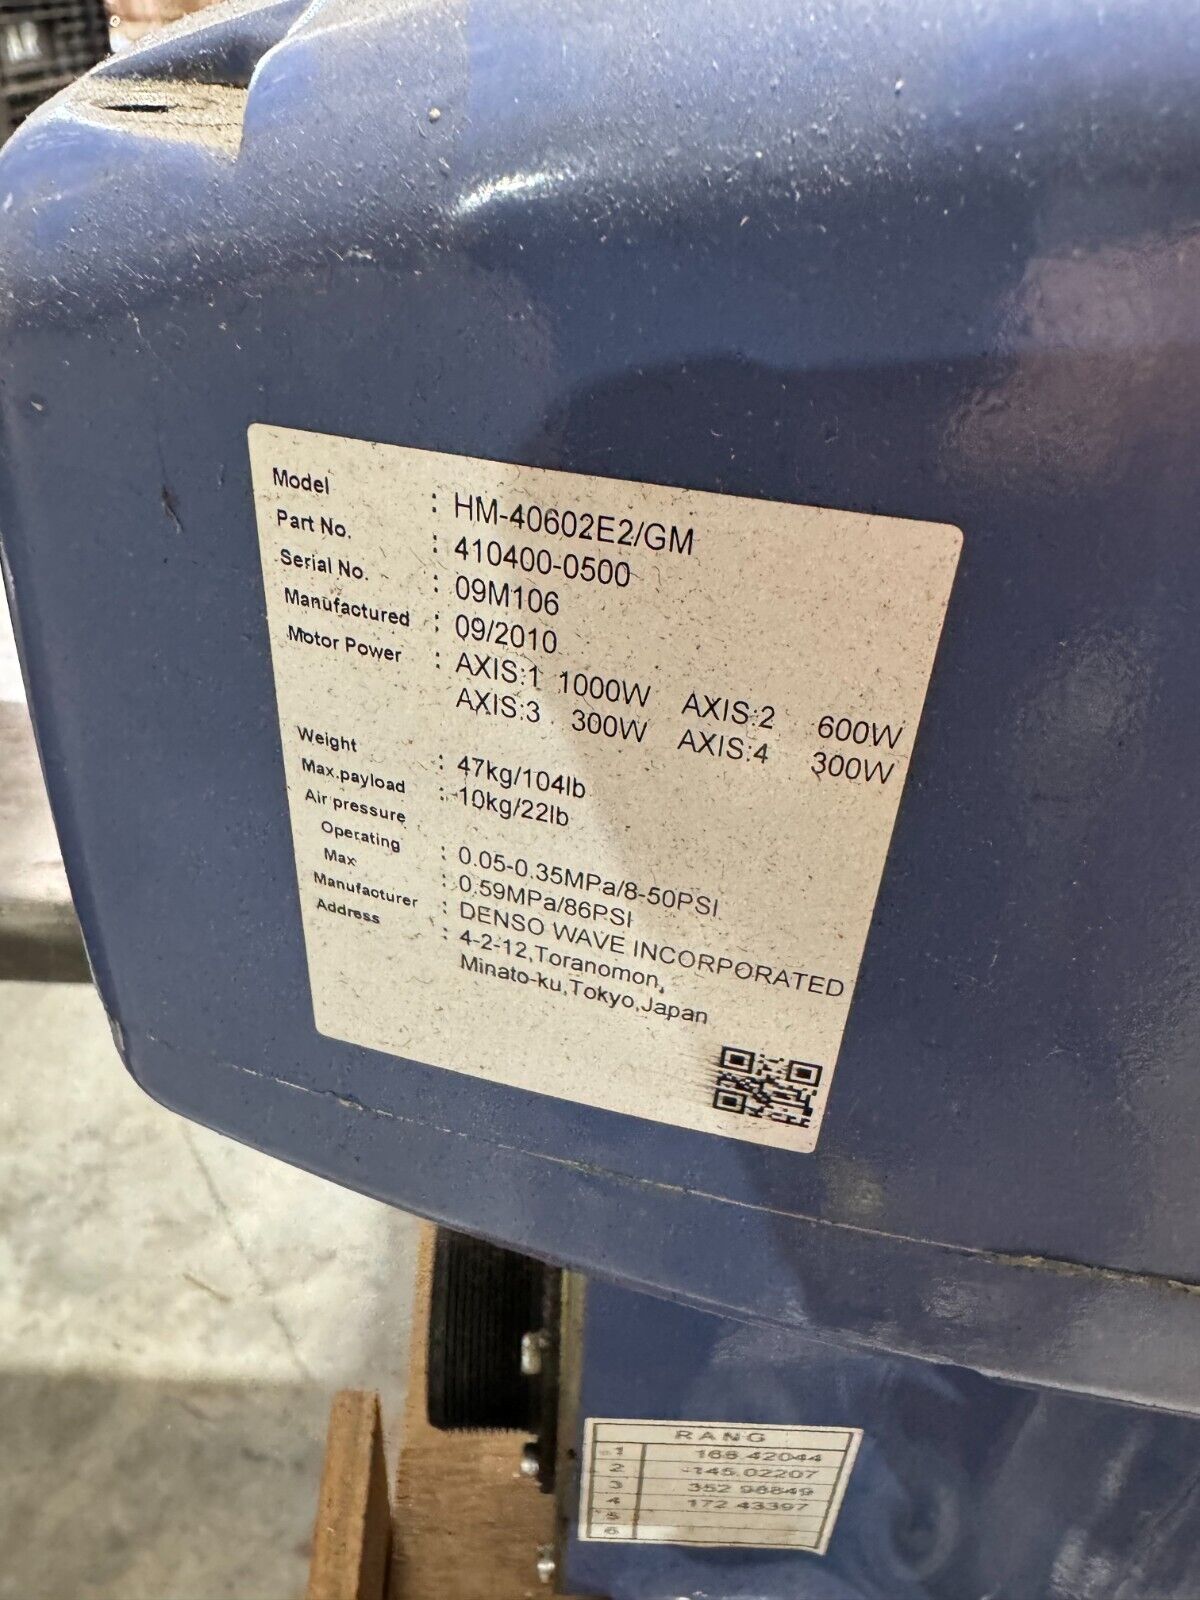 Model : HM-40602E2/GM
Part No. : 410400-0500
Serial No. : 09M106
Manufactured : 09/2010
Motor Power : AXIS:1 1000W AXIS:2 600W
AXIS:3 300W AXIS:4 300W
Weight : 47kg/104lb
Max.payload : 10kg/22lb
Air pressure
Operating : 0.05-0.35MPa/8-50PSI
Max : 0.59MPa/86PSI
Manufacturer : DENSO WAVE INCORPORATED
Address : 4-2-12,Toranomon,
Minato-ku,Tokyo,Japan
RANG
1 168.42044
2 -145.02207
3 352.98849
4 172.43397
5
6